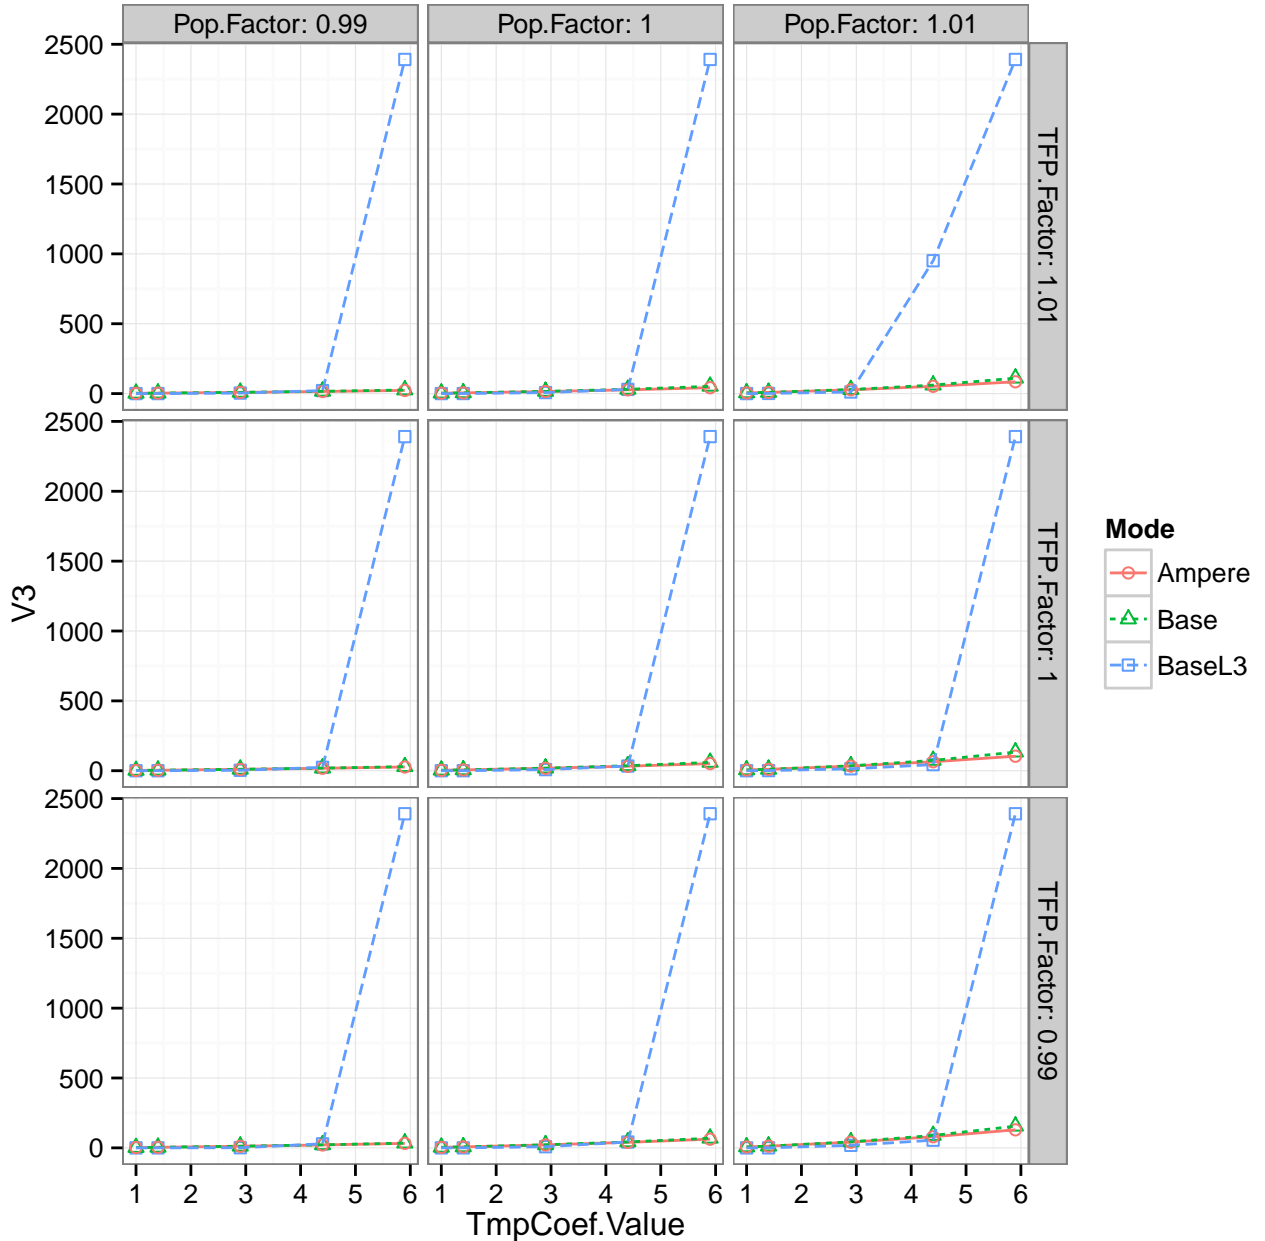 Pop.Factor: 0.99
Pop.Factor: 1
Pop.Factor: 1.01
2500
2000
1500
1000
500
0
TFP.Factor: 1.01
2500
2000
1500
1000
500
0
TFP.Factor: 1
2500
2000
1500
1000
500
0
TFP.Factor: 0.99
V3
1 2 3 4 5 6
1 2 3 4 5 6
1 2 3 4 5 6
TmpCoef.Value
Mode
Ampere
Base
BaseL3